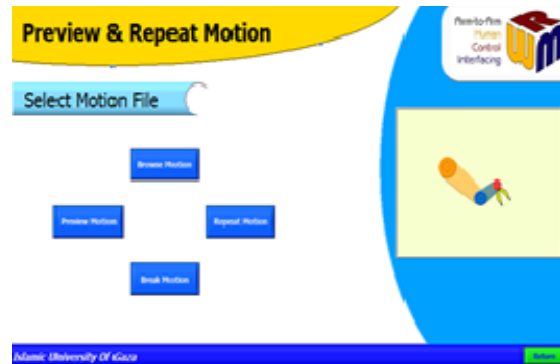 Preview & Repeat Motion
Arm-to-Arm
Human
Control
Interfacing
Select Motion File
Browse Motion
Preview Motion
Repeat Motion
Break Motion
Islamic University Of Gaza
Return